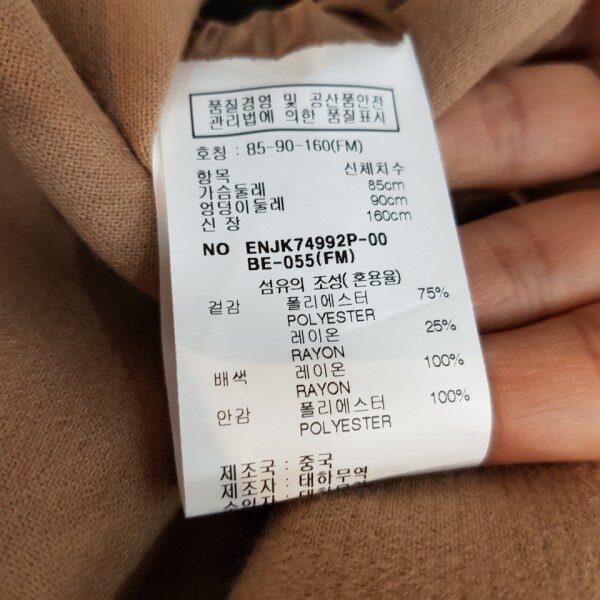 품질경영 및 공산품안전
관리법에 의한 품질표시
호칭 : 85-90-160(FM)
항목 신체치수
가슴둘레 85cm
엉덩이둘레 90cm
신 장 160cm
NO ENJK74992P-00
BE-055(FM)
섬유의 조성( 혼용율)
겉감 폴리에스터 75%
POLYESTER
레이온 25%
RAYON
배색 레이온 100%
RAYON
안감 폴리에스터 100%
POLYESTER
제조국 : 중국
제조자 : 태하무역